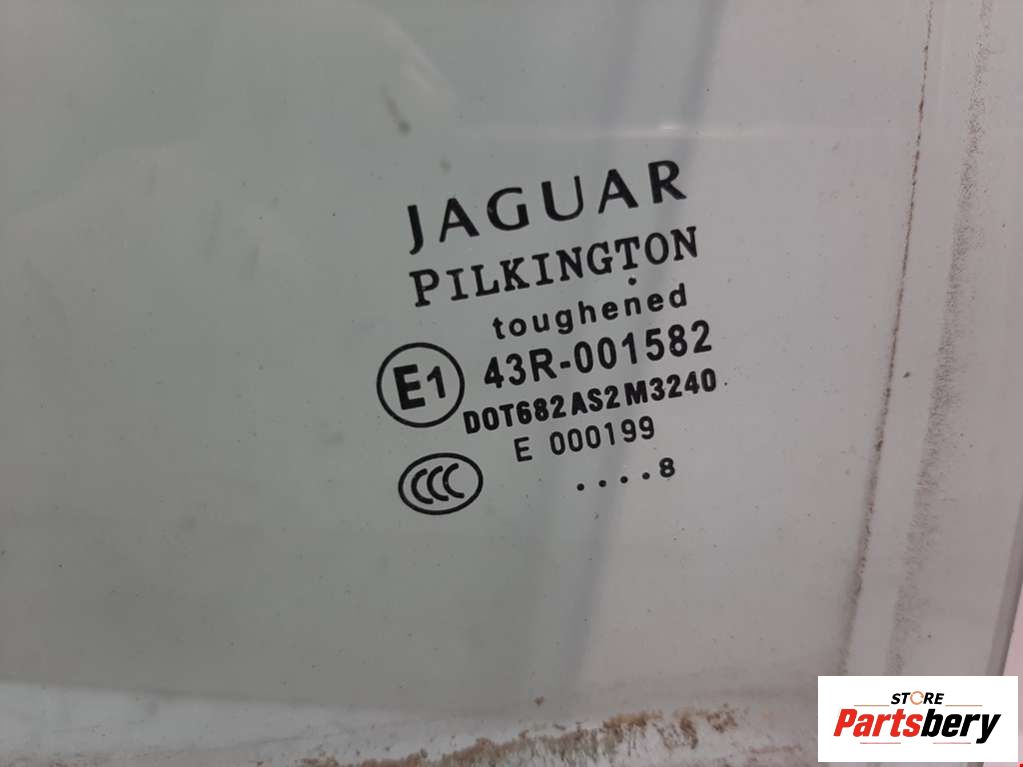 JAGUAR
PILKINGTON
toughened
E1 43R-001582
DOT682AS2M3240
E 000199
CCC ....8
STORE
Partsbery